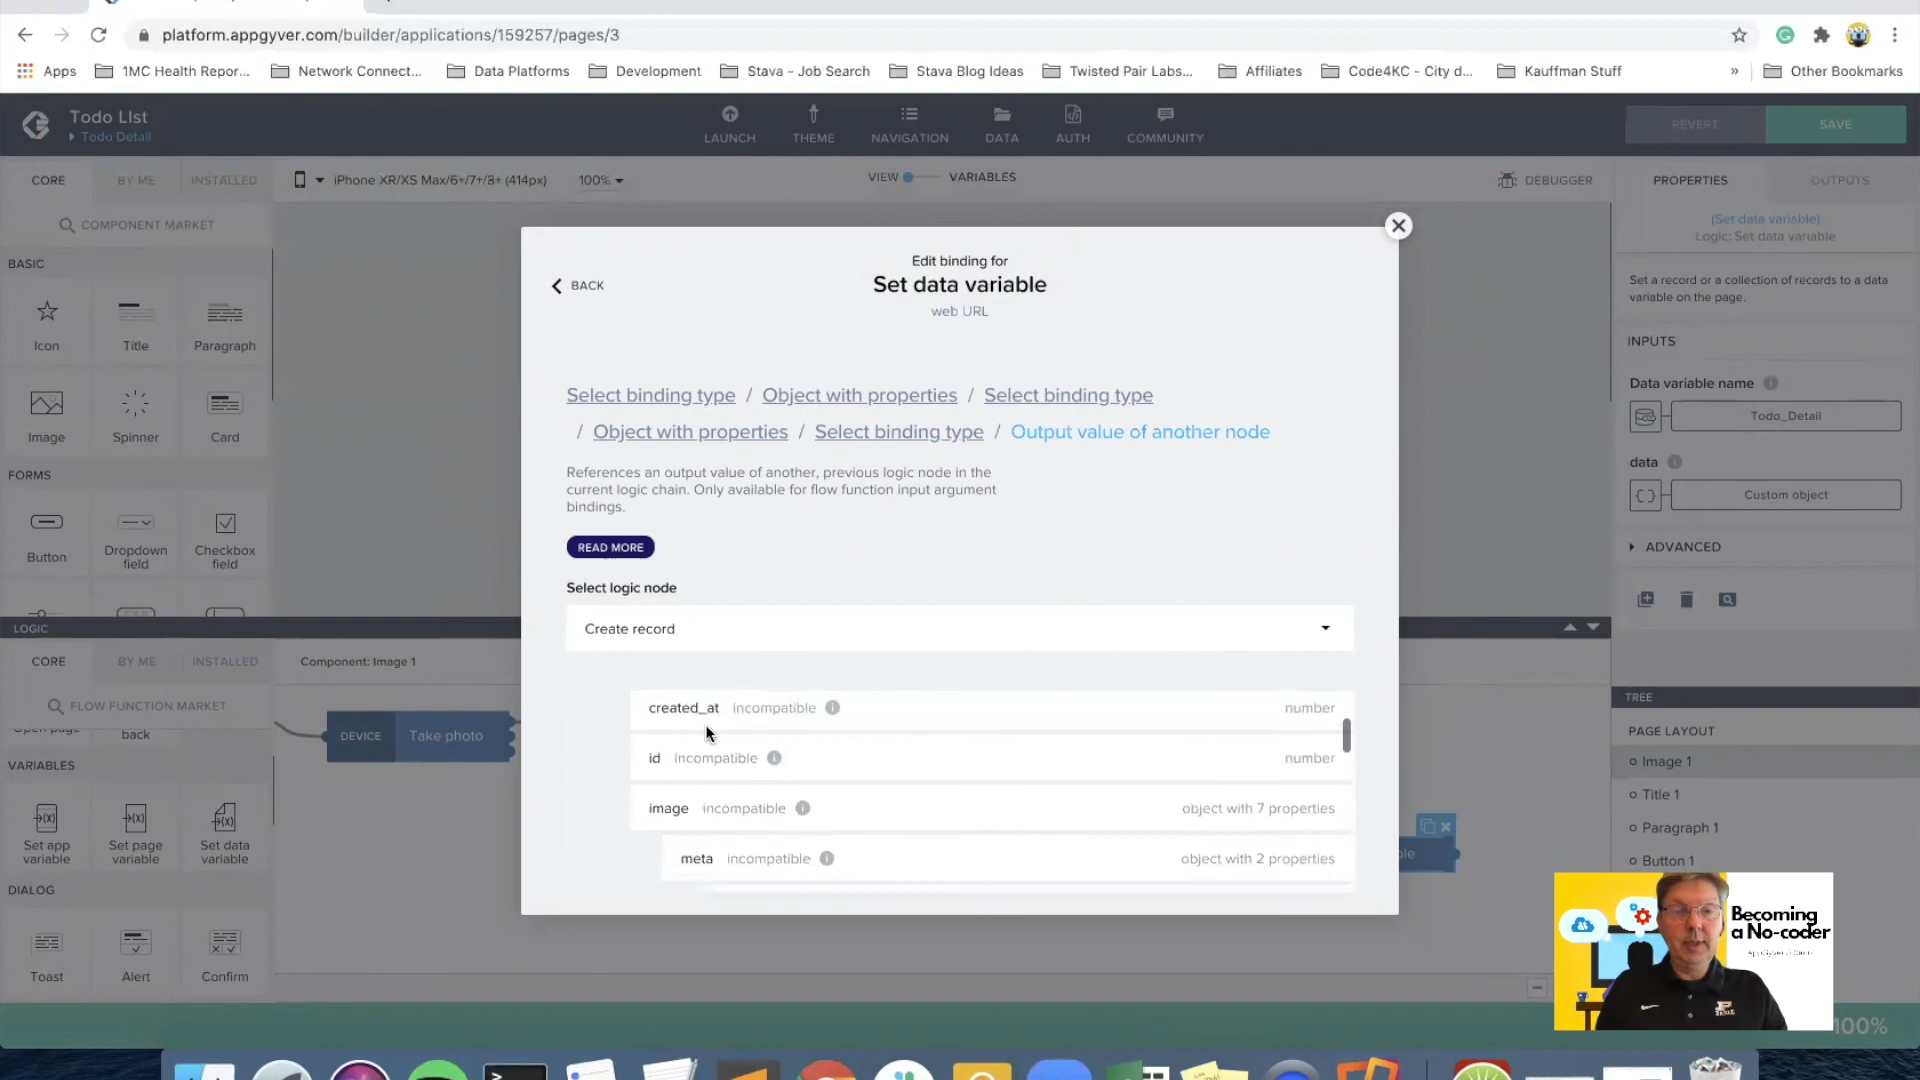 platform.appgyver.com/builder/applications/159257/pages/3
Apps
1MC Health Repor...
Network Connect...
Data Platforms
Development
Stava - Job Search
Stava Blog Ideas
Twisted Pair Labs...
Affiliates
Code4KC - City d...
Kauffman Stuff
»
Other Bookmarks
Todo LIst
Todo Detail
LAUNCH
THEME
NAVIGATION
DATA
AUTH
COMMUNITY
REVERT
SAVE
CORE
BY ME
INSTALLED
iPhone XR/XS Max/6+/7+/8+ (414px)
100%
VIEW
VARIABLES
DEBUGGER
PROPERTIES
OUTPUTS
COMPONENT MARKET
BASIC
Icon
Title
Paragraph
Image
Spinner
Card
FORMS
Button
Dropdown
field
Checkbox
field
BACK
Edit binding for
Set data variable
web URL
Select binding type / Object with properties / Select binding type
/ Object with properties / Select binding type / Output value of another node
References an output value of another, previous logic node in the
current logic chain. Only available for flow function input argument
bindings.
READ MORE
Select logic node
Create record
created_at incompatible number
id incompatible number
image incompatible object with 7 properties
meta incompatible object with 2 properties
(Set data variable)
Logic: Set data variable
Set a record or a collection of records to a data
variable on the page.
INPUTS
Data variable name
Todo_Detail
data
Custom object
ADVANCED
LOGIC
CORE
BY ME
INSTALLED
Component: Image 1
FLOW FUNCTION MARKET
back
DEVICE
Take photo
VARIABLES
Set app
variable
Set page
variable
Set data
variable
DIALOG
Toast
Alert
Confirm
TREE
PAGE LAYOUT
Image 1
Title 1
Paragraph 1
Button 1
Becoming
a No-coder
100%